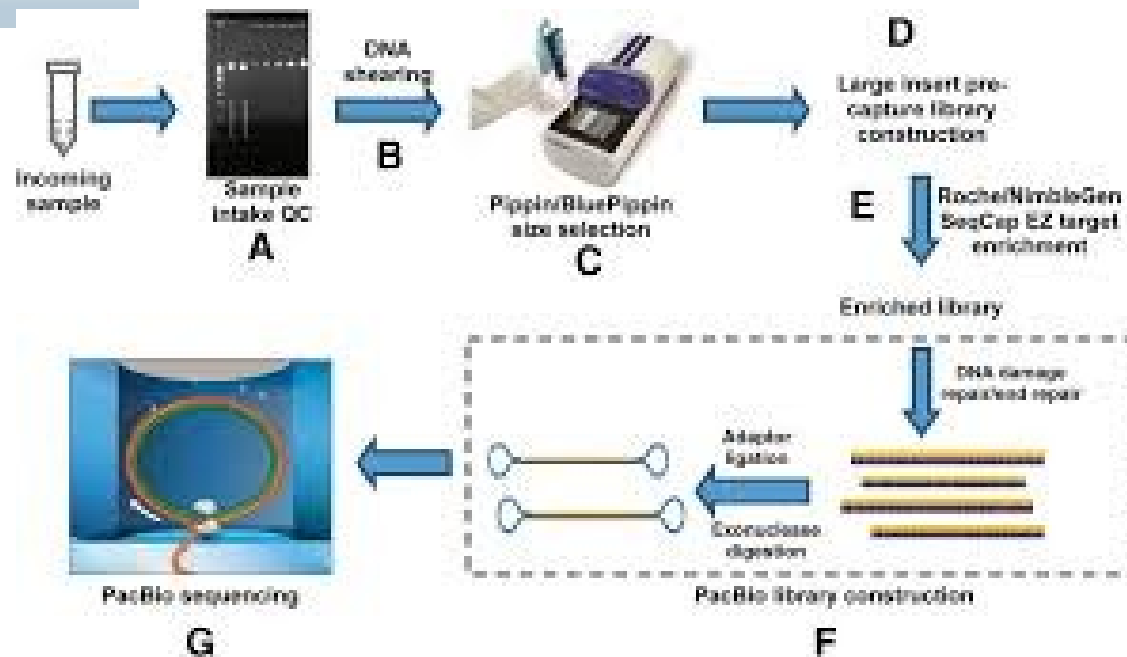 Incoming
sample
Sample
intake QC
A
DNA
shearing
B
Pippin/BluePippin
size selection
C
D
Large insert pre-
capture library
construction
E
Roche/NimbleGen
SeqCap EZ target
enrichment
Enriched library
DNA damage
repair/end repair
Adaptor
ligation
Exonuclease
digestion
PacBio library construction
F
PacBio sequencing
G